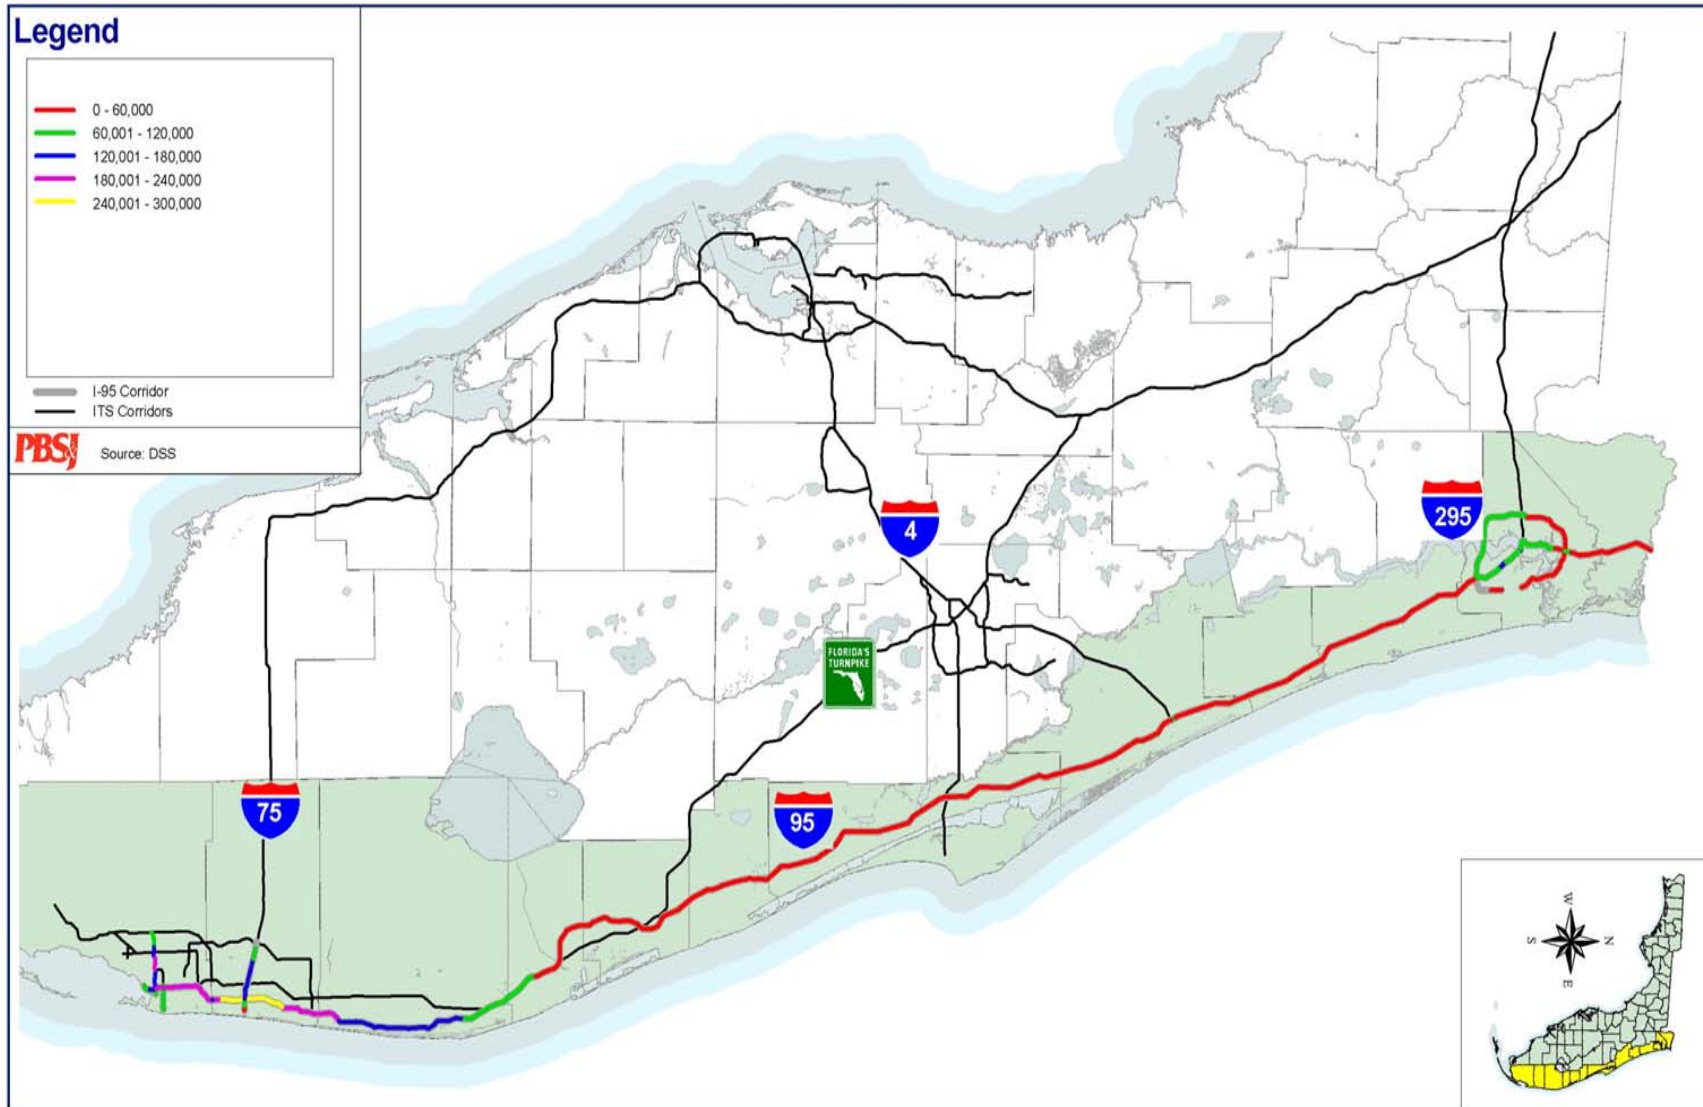 Legend
0 - 60,000
60,001 - 120,000
120,001 - 180,000
180,001 - 240,000
240,001 - 300,000
I-95 Corridor
ITS Corridors
PBSJ
Source: DSS
295
4
FLORIDA'S
TURNPIKE
75
95
W
S
N
E